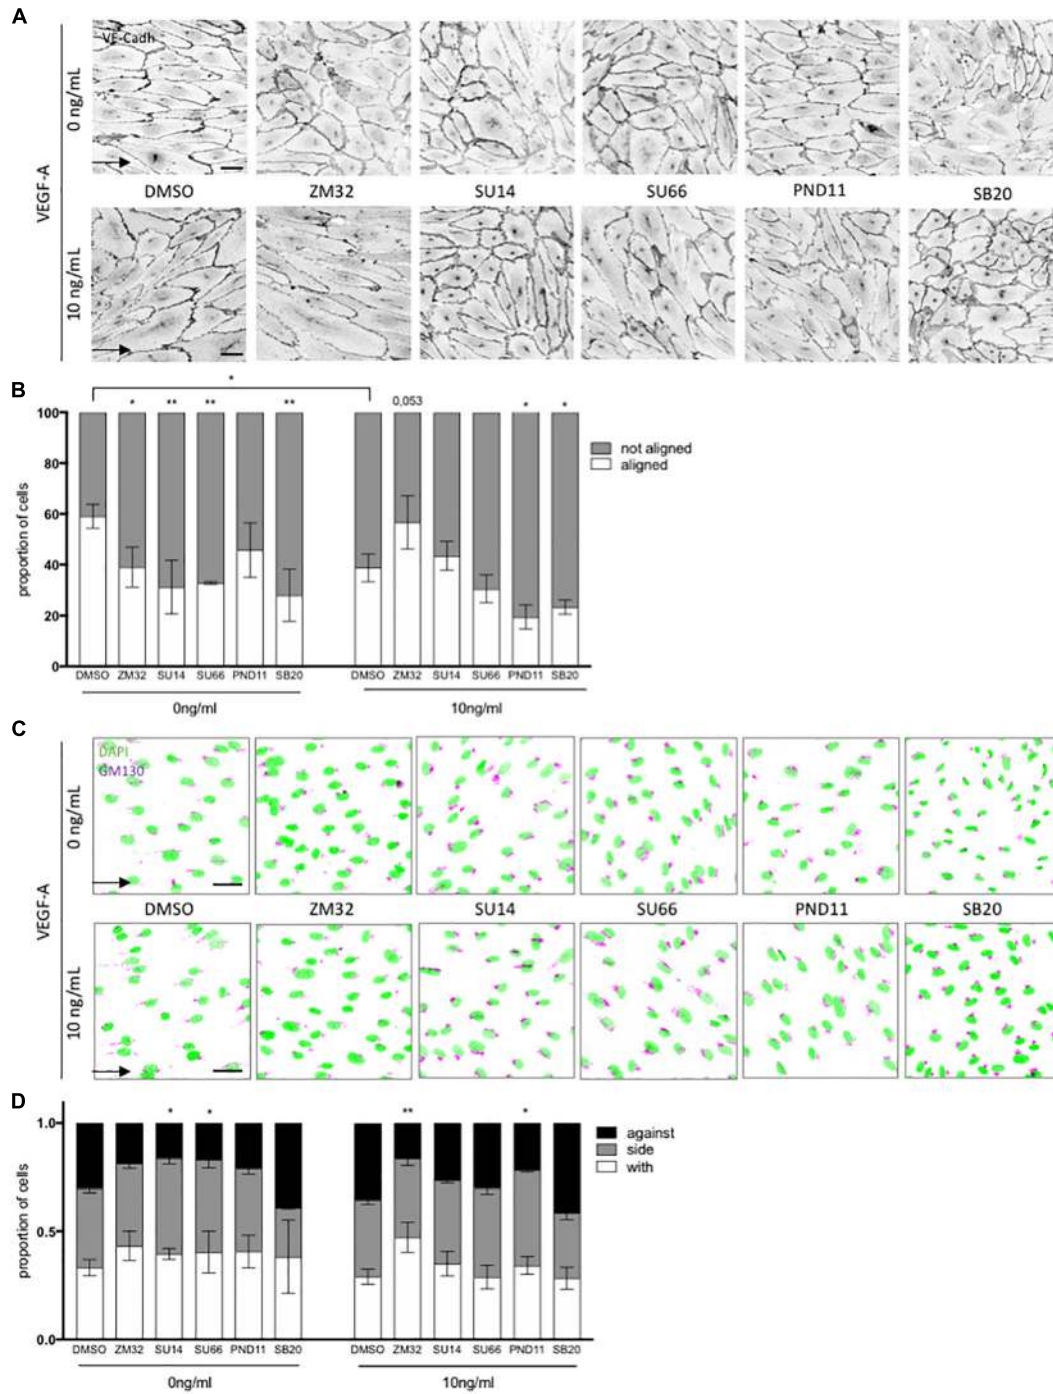 A
VE-Cadh
0 ng/mL
VEGF-A
DMSO ZM32 SU14 SU66 PND11 SB20
10 ng/mL
B
*
* ** ** ** 0,053 * *
100
80
60
40
20
0
proportion of cells
not aligned
aligned
DMSO ZM32 SU14 SU66 PND11 SB20 DMSO ZM32 SU14 SU66 PND11 SB20
0ng/ml 10ng/ml
C
DAPI
GM130
0 ng/mL
VEGF-A
DMSO ZM32 SU14 SU66 PND11 SB20
10 ng/mL
D
* * ** *
1.0
0.5
0.0
proportion of cells
against
side
with
DMSO ZM32 SU14 SU66 PND11 SB20 DMSO ZM32 SU14 SU66 PND11 SB20
0ng/ml 10ng/ml